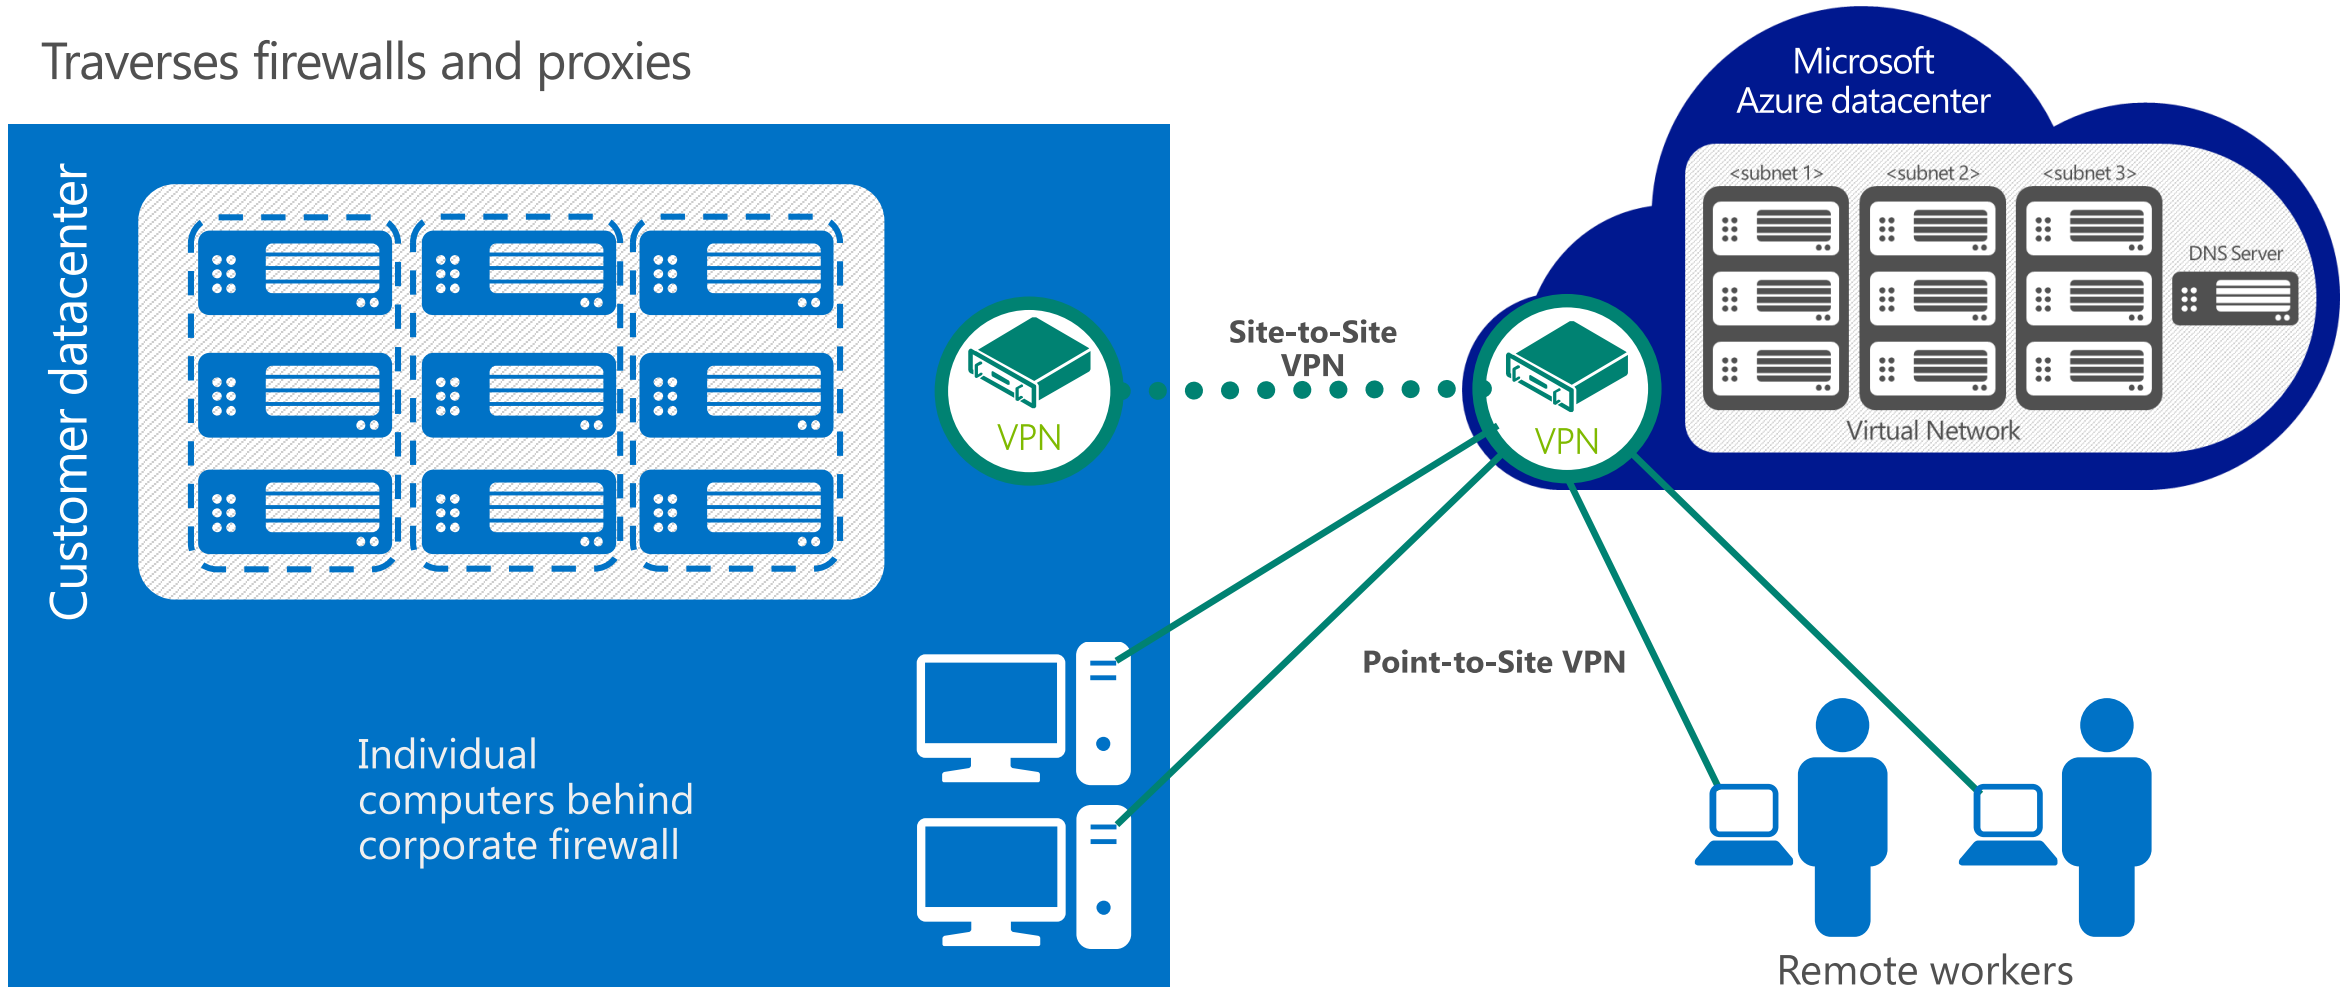 Traverses firewalls and proxies
Customer datacenter
VPN
Individual
computers behind
corporate firewall
Site-to-Site
VPN
Point-to-Site VPN
Microsoft
Azure datacenter
<subnet 1>
<subnet 2>
<subnet 3>
DNS Server
Virtual Network
VPN
Remote workers